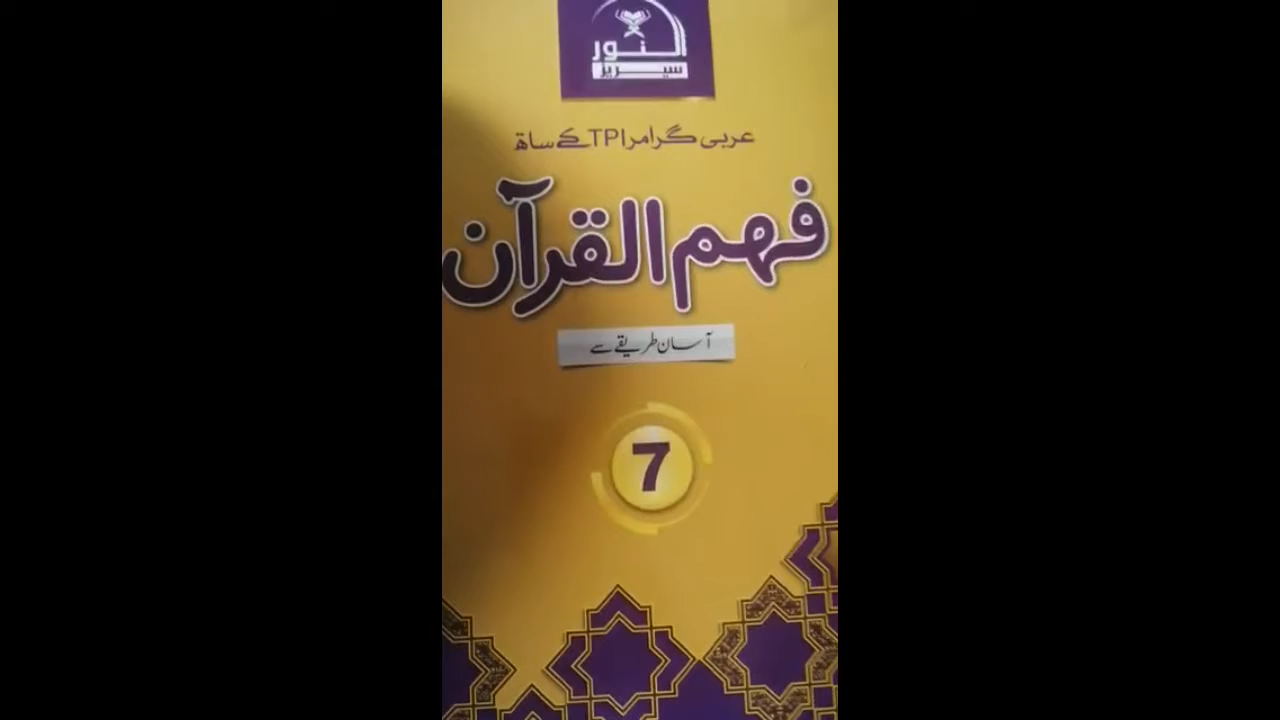 النور
سیریز
عربی گرامر TPI کے ساتھ
فہم القرآن
آسان طریقے سے
7